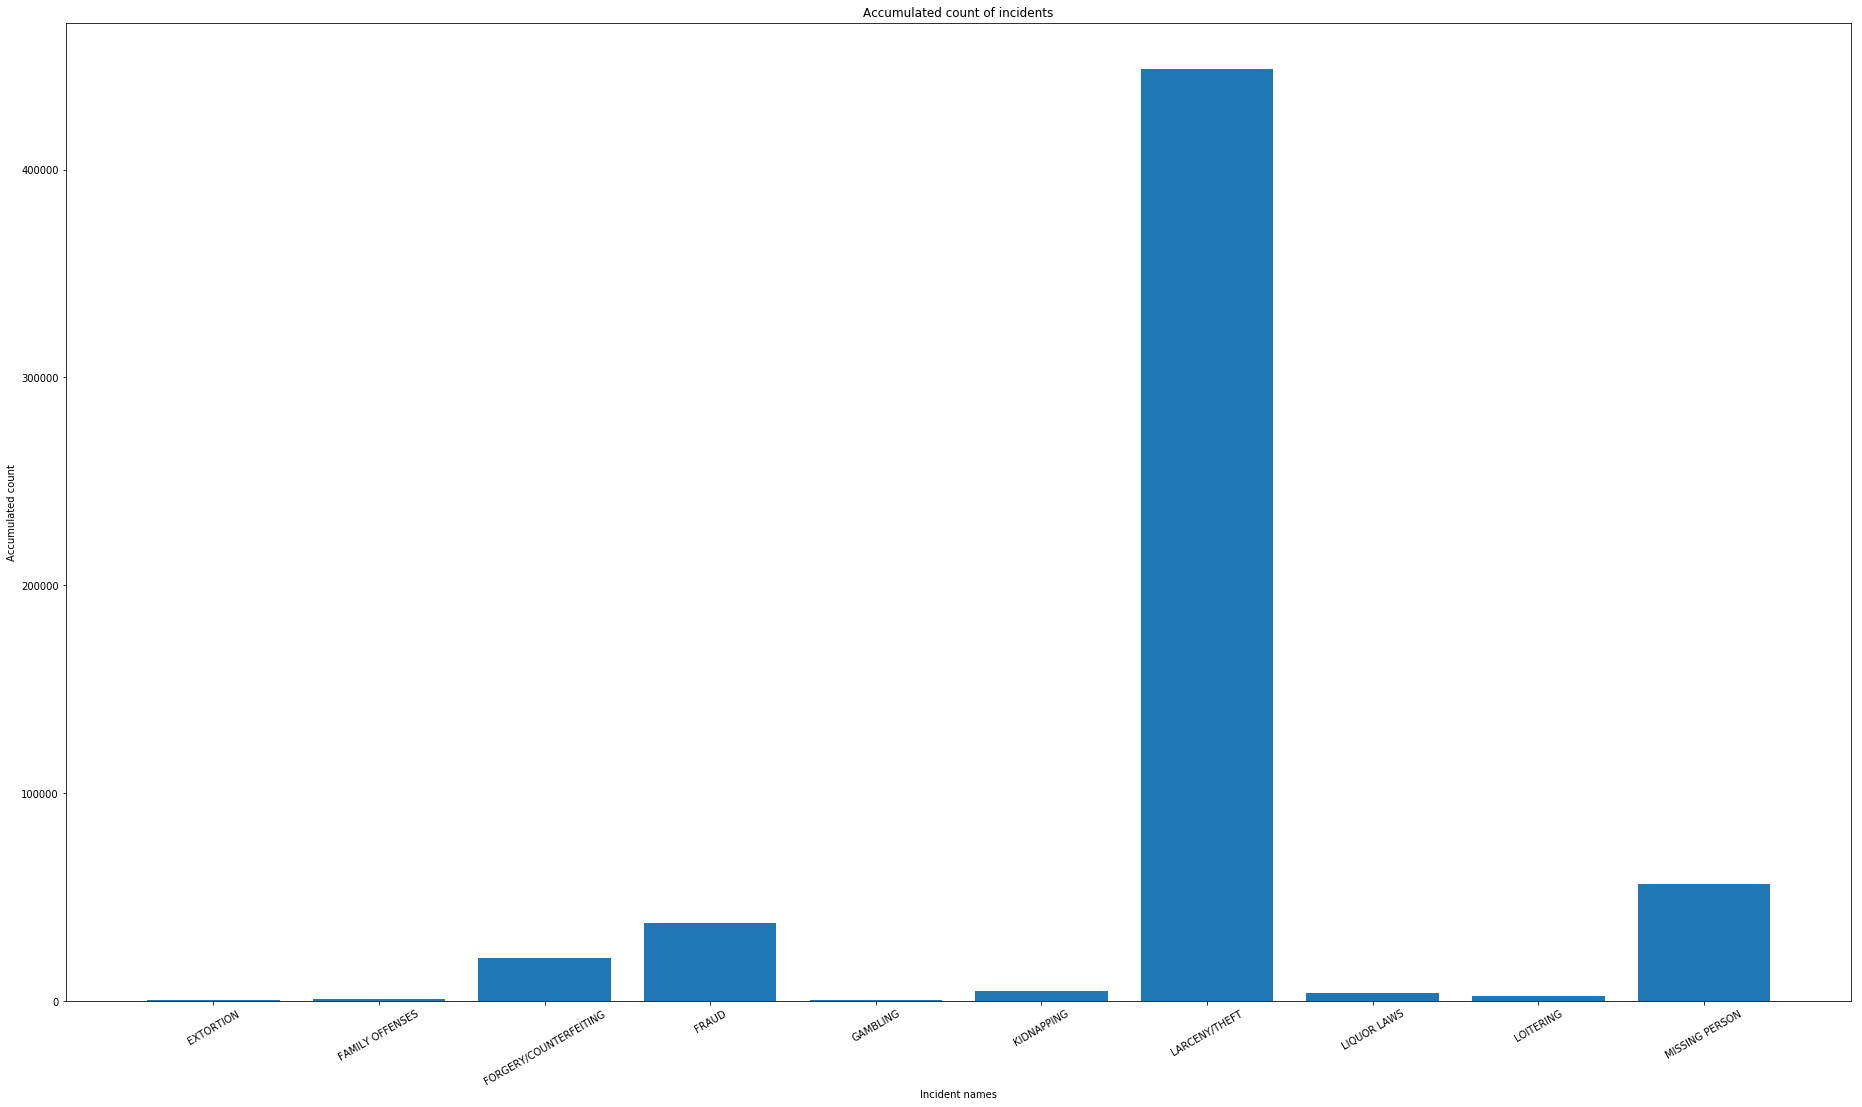 Accumulated count of incidents
Accumulated count
400000
300000
200000
100000
0
EXTORTION
FAMILY OFFENSES
FORGERY/COUNTERFEITING
FRAUD
GAMBLING
KIDNAPPING
LARCENY/THEFT
LIQUOR LAWS
LOITERING
MISSING PERSON
Incident names